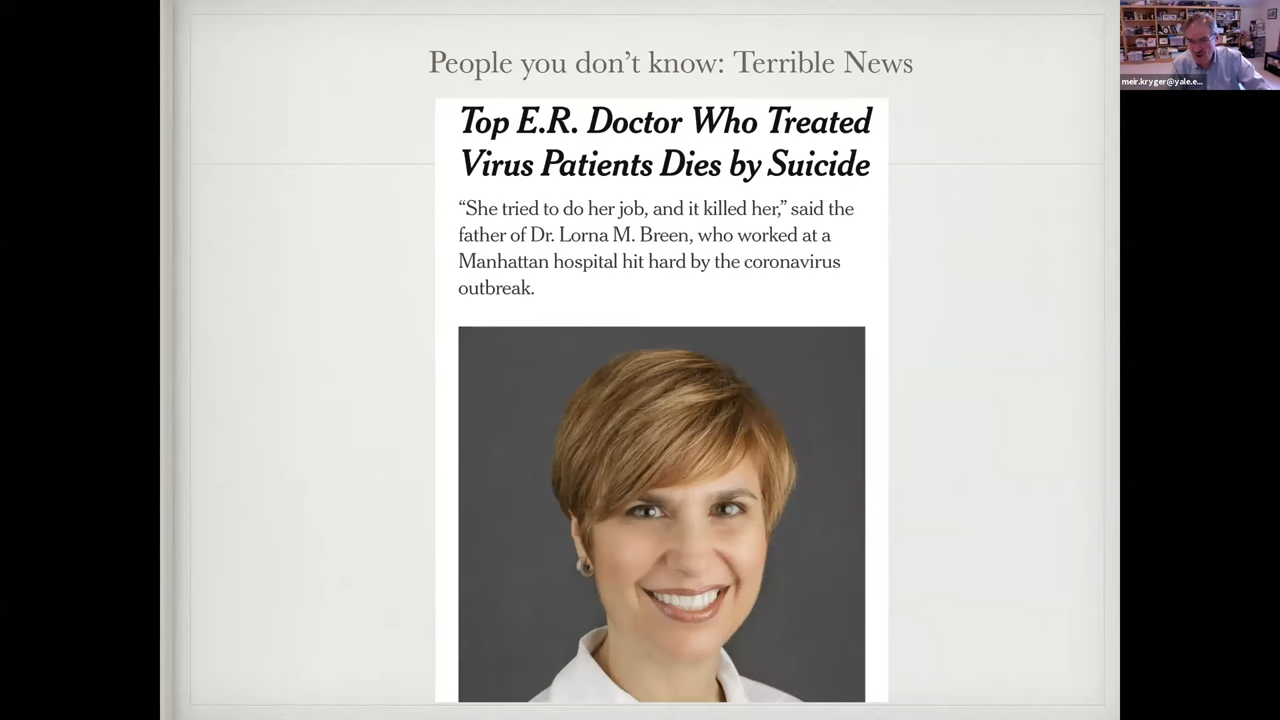 People you don’t know: Terrible News
Top E.R. Doctor Who Treated
Virus Patients Dies by Suicide
“She tried to do her job, and it killed her,” said the
father of Dr. Lorna M. Breen, who worked at a
Manhattan hospital hit hard by the coronavirus
outbreak.
meir.kryger@yale.e...